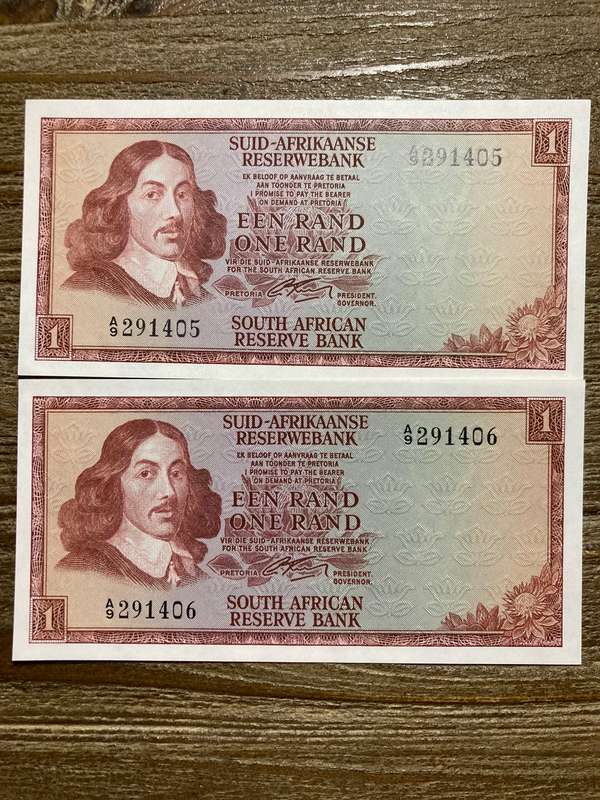 SUID-AFRIKAANSE
RESERWEBANK
A/9 291405
1
EK BELOOF OP AANVRAAG TE BETAAL
AAN TOONDER TE PRETORIA
I PROMISE TO PAY THE BEARER
ON DEMAND AT PRETORIA
EEN RAND
ONE RAND
VIR DIE SUID-AFRIKAANSE RESERWEBANK
FOR THE SOUTH AFRICAN RESERVE BANK
PRETORIA PRESIDENT.
GOVERNOR.
1
A/9 291405
SOUTH AFRICAN
RESERVE BANK
SUID-AFRIKAANSE
RESERWEBANK
A/9 291406
1
EK BELOOF OP AANVRAAG TE BETAAL
AAN TOONDER TE PRETORIA
I PROMISE TO PAY THE BEARER
ON DEMAND AT PRETORIA
EEN RAND
ONE RAND
VIR DIE SUID-AFRIKAANSE RESERWEBANK
FOR THE SOUTH AFRICAN RESERVE BANK
PRETORIA PRESIDENT.
GOVERNOR.
1
A/9 291406
SOUTH AFRICAN
RESERVE BANK